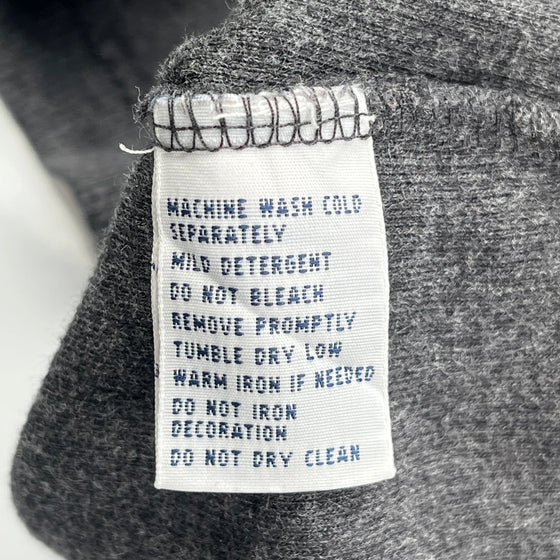 MACHINE WASH COLD
SEPARATELY
MILD DETERGENT
DO NOT BLEACH
REMOVE PROMPTLY
TUMBLE DRY LOW
WARM IRON IF NEEDED
DO NOT IRON
DECORATION
DO NOT DRY CLEAN